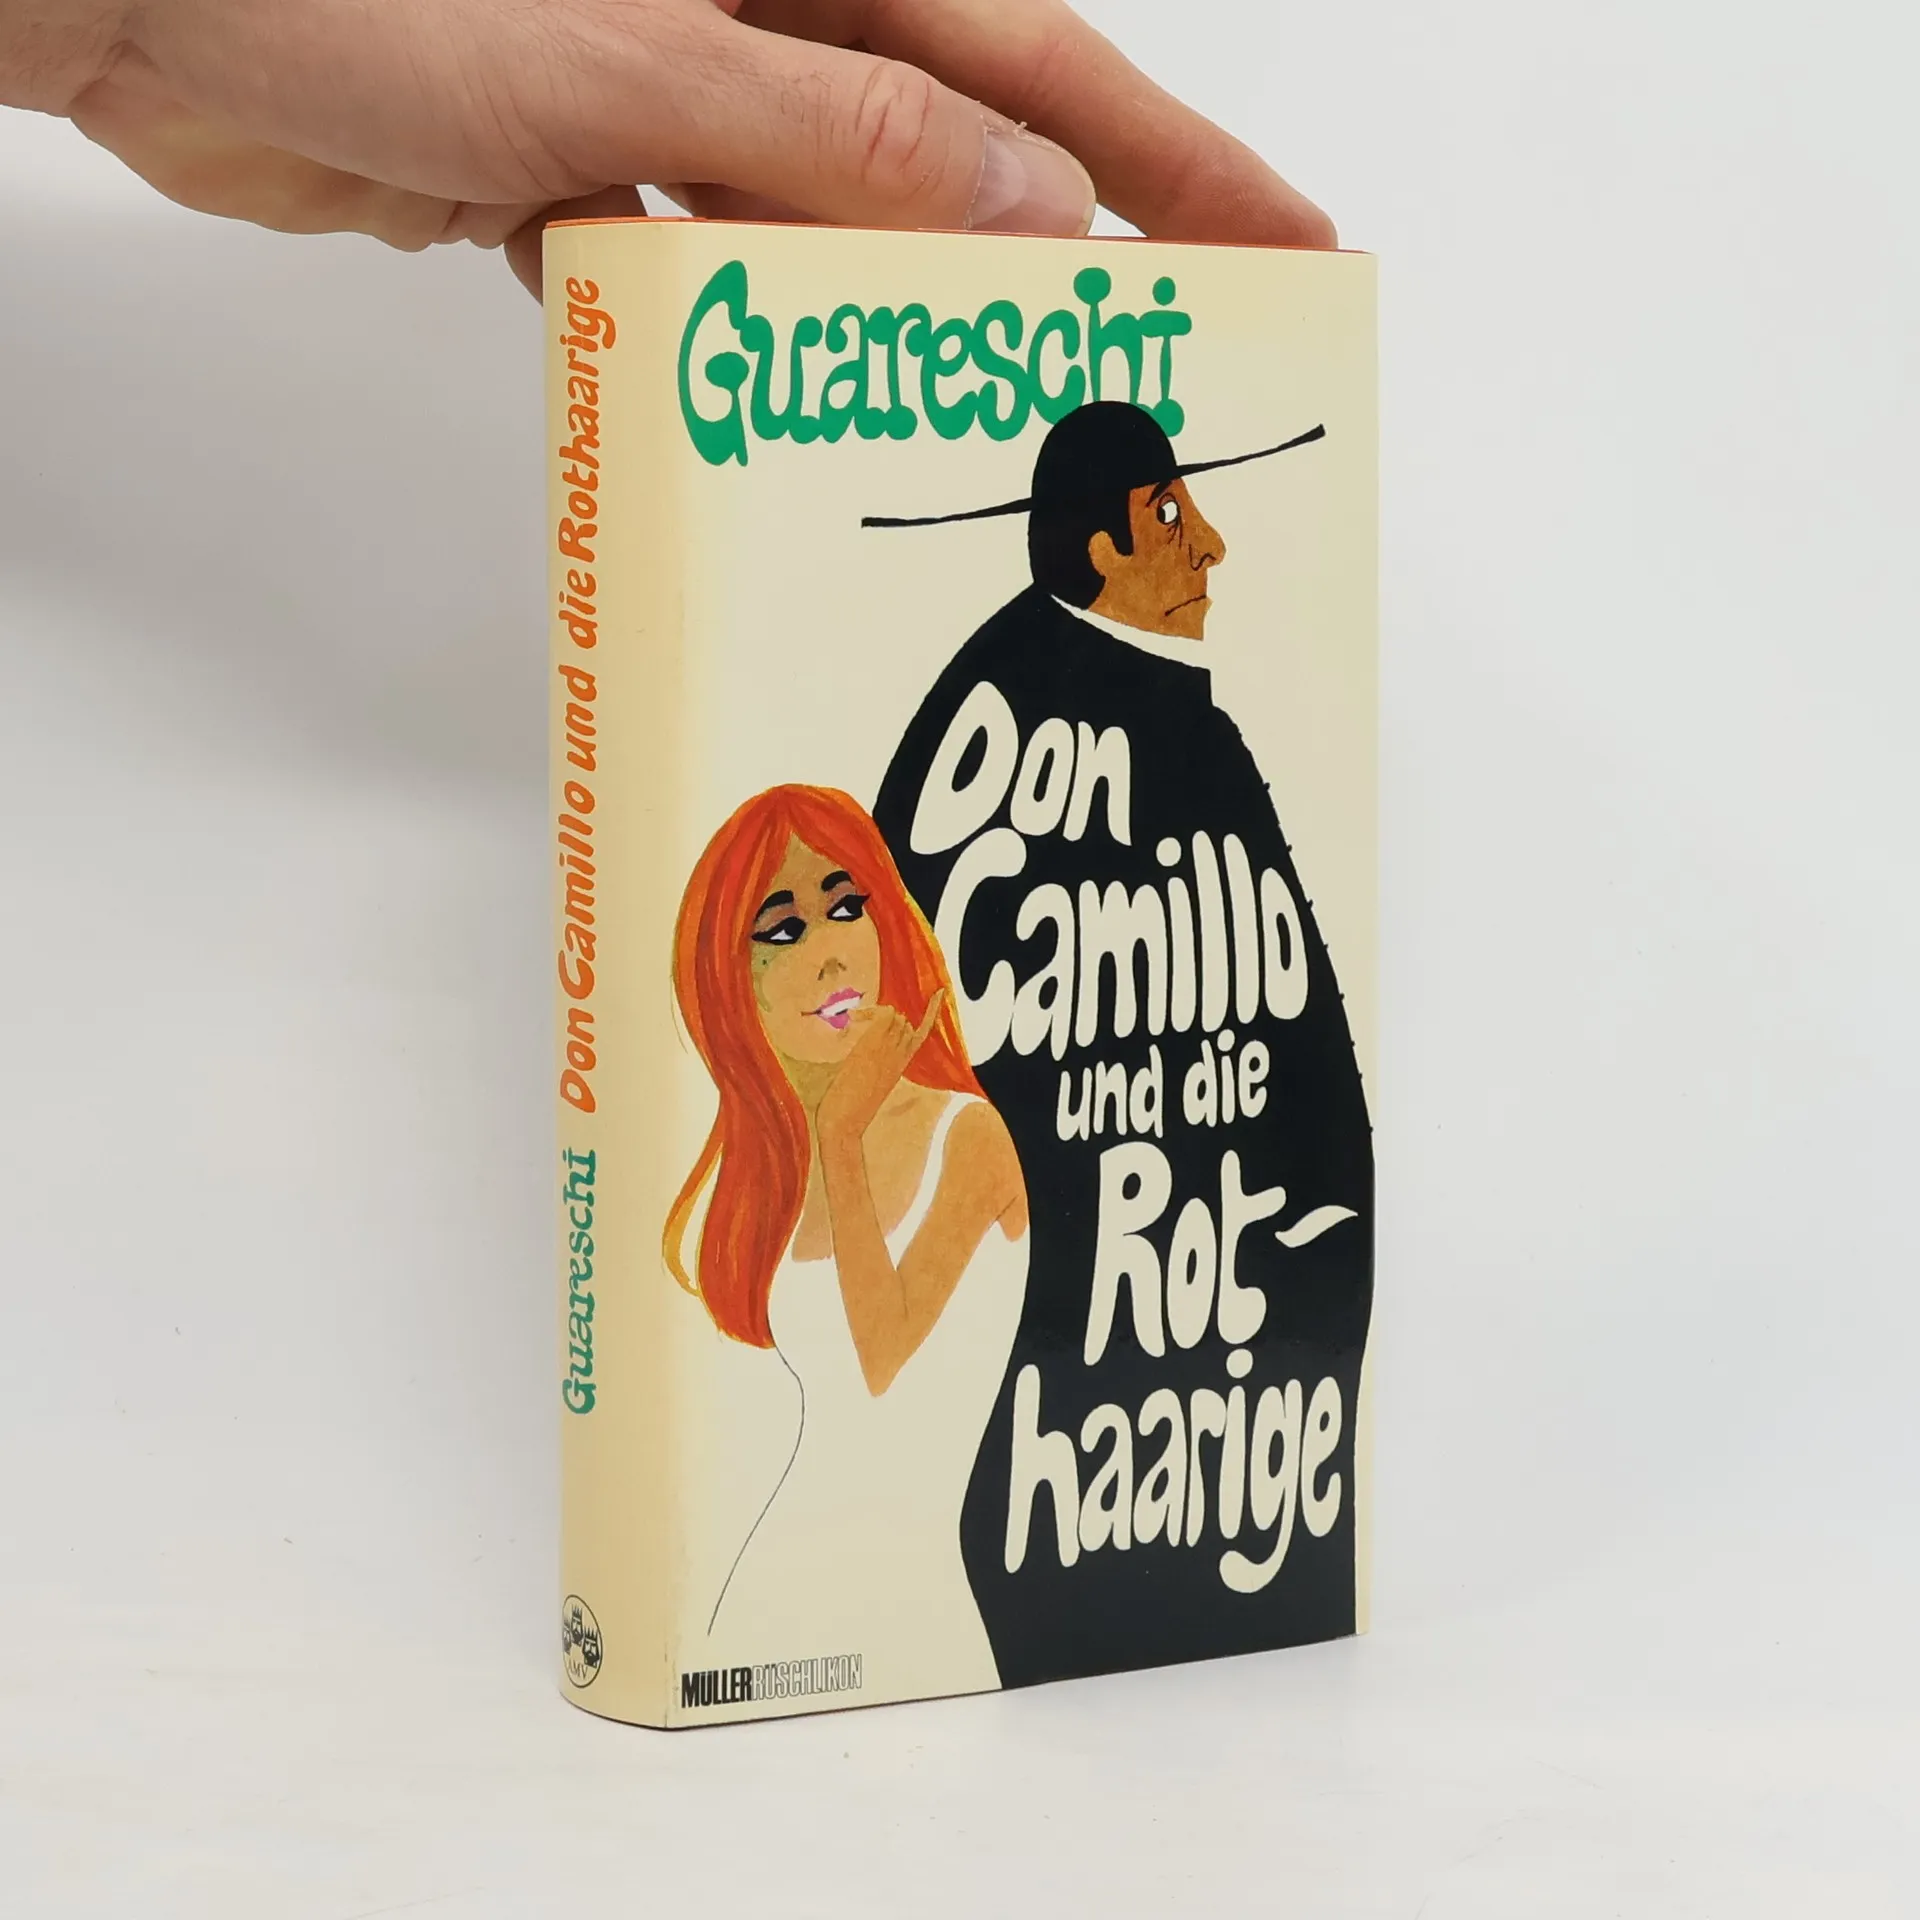 Guareschi
Don
Camillo
und die
Rot-
haarige
MÜLLER RÜSCHLIKON
Guareschi Don Camillo und die Rothaarige
AMV